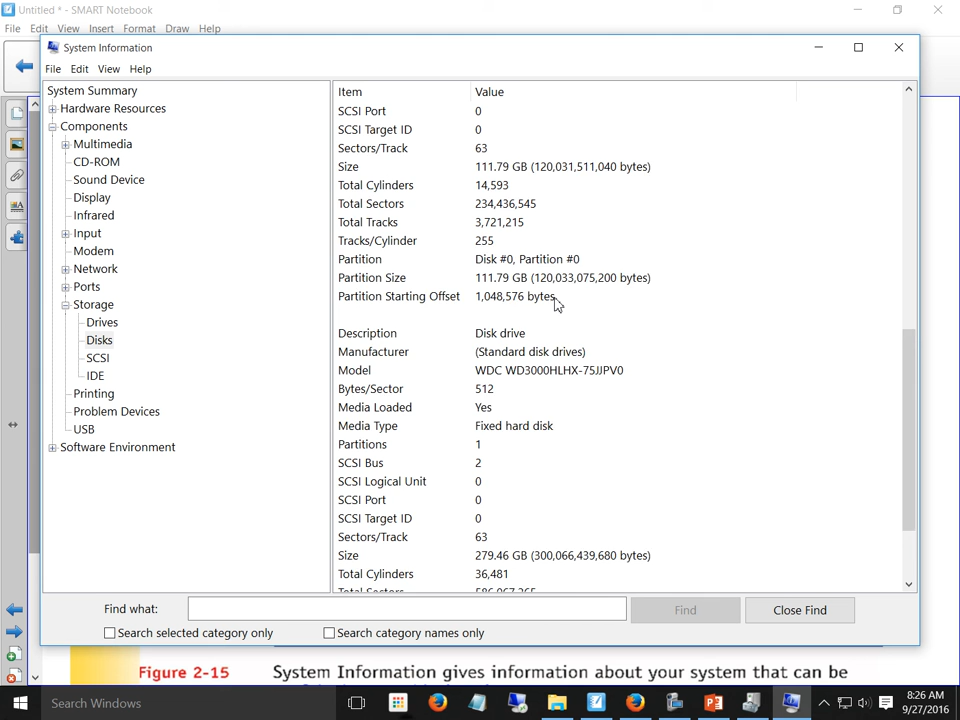 Untitled * - SMART Notebook
File Edit View Insert Format Draw Help
System Information
File Edit View Help
System Summary
Hardware Resources
Components
Multimedia
CD-ROM
Sound Device
Display
Infrared
Input
Modem
Network
Ports
Storage
Drives
Disks
SCSI
IDE
Printing
Problem Devices
USB
Software Environment
Item Value
SCSI Port 0
SCSI Target ID 0
Sectors/Track 63
Size 111.79 GB (120,031,511,040 bytes)
Total Cylinders 14,593
Total Sectors 234,436,545
Total Tracks 3,721,215
Tracks/Cylinder 255
Partition Disk #0, Partition #0
Partition Size 111.79 GB (120,033,075,200 bytes)
Partition Starting Offset 1,048,576 bytes
Description Disk drive
Manufacturer (Standard disk drives)
Model WDC WD3000HLHX-75JJPV0
Bytes/Sector 512
Media Loaded Yes
Media Type Fixed hard disk
Partitions 1
SCSI Bus 2
SCSI Logical Unit 0
SCSI Port 0
SCSI Target ID 0
Sectors/Track 63
Size 279.46 GB (300,066,439,680 bytes)
Total Cylinders 36,481
Total Sectors 586,067,265
Find what: Find Close Find
Search selected category only Search category names only
Figure 2-15 System Information gives information about your system that can be
Search Windows
8:26 AM
9/27/2016